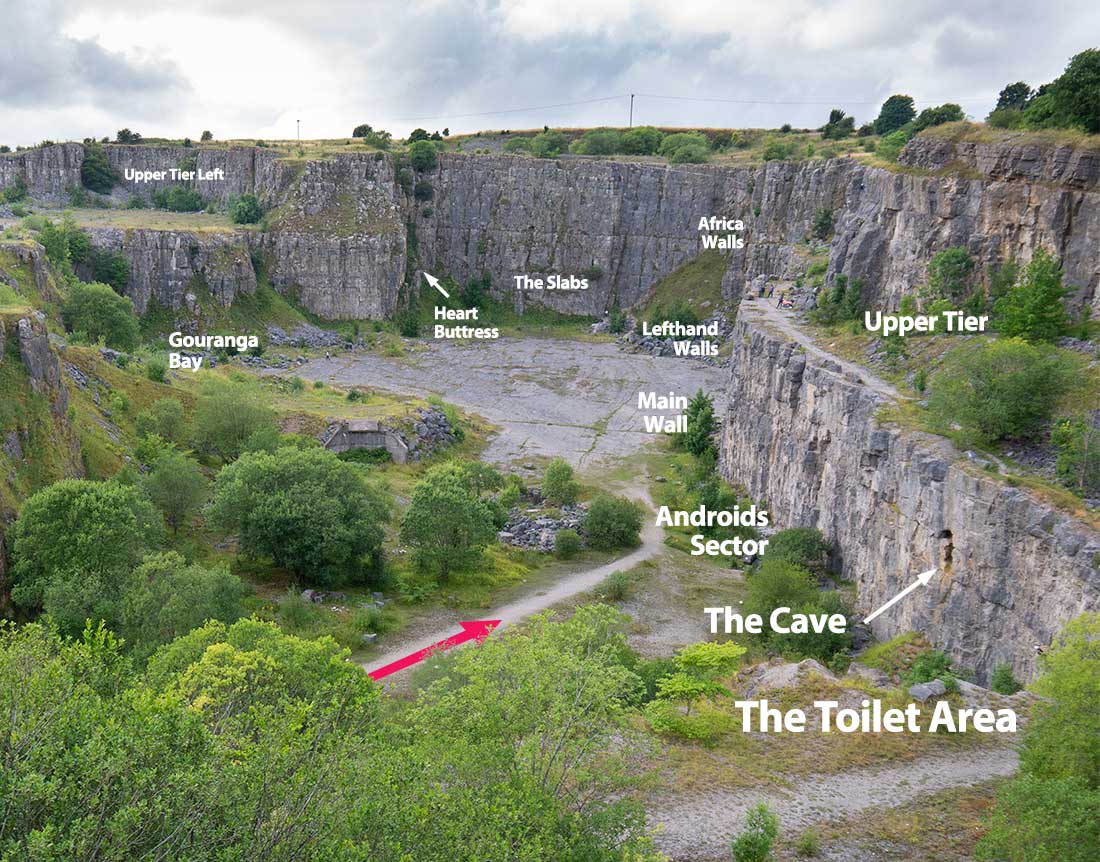 Upper Tier Left
Africa
Walls
The Slabs
Heart
Buttress
Upper Tier
Lefthand
Walls
Gouranga
Bay
Main
Wall
Androids
Sector
The Cave
The Toilet Area